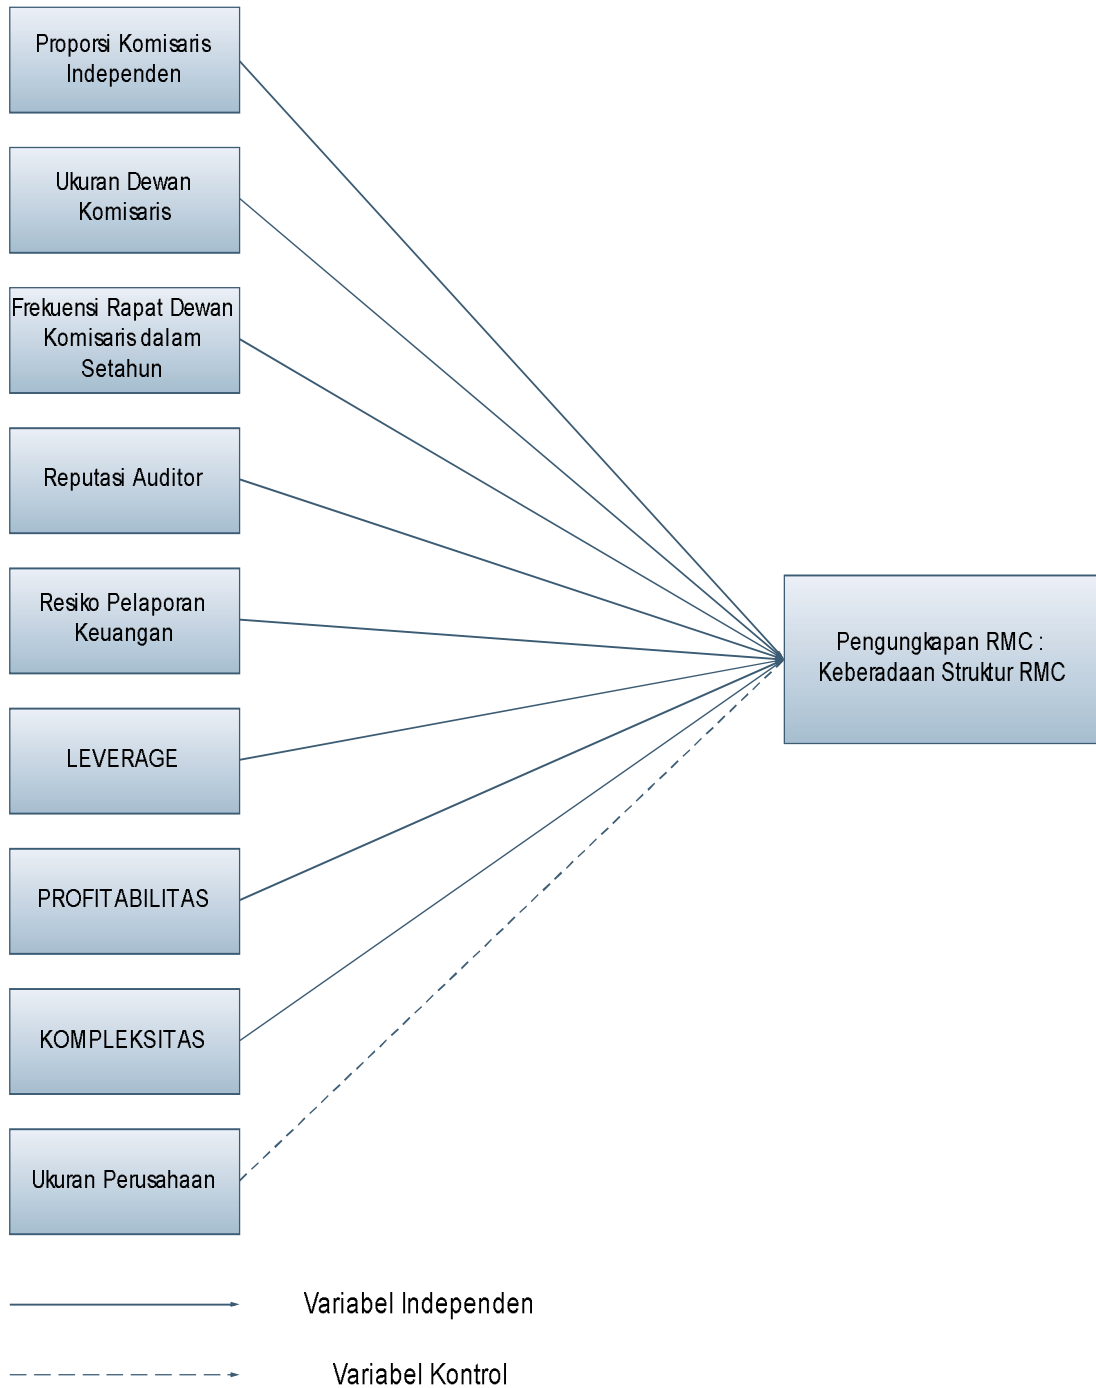 Proporsi Komisaris
Independen
Ukuran Dewan
Komisaris
Frekuensi Rapat Dewan
Komisaris dalam
Setahun
Reputasi Auditor
Resiko Pelaporan
Keuangan
LEVERAGE
PROFITABILITAS
KOMPLEKSITAS
Ukuran Perusahaan
Pengungkapan RMC :
Keberadaan Struktur RMC
Variabel Independen
Variabel Kontrol